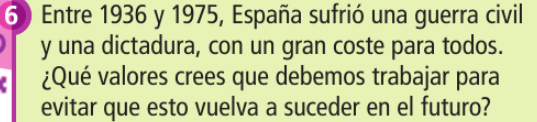 6 Entre 1936 y 1975, España sufrió una guerra civil
y una dictadura, con un gran coste para todos.
¿Qué valores crees que debemos trabajar para
evitar que esto vuelva a suceder en el futuro?